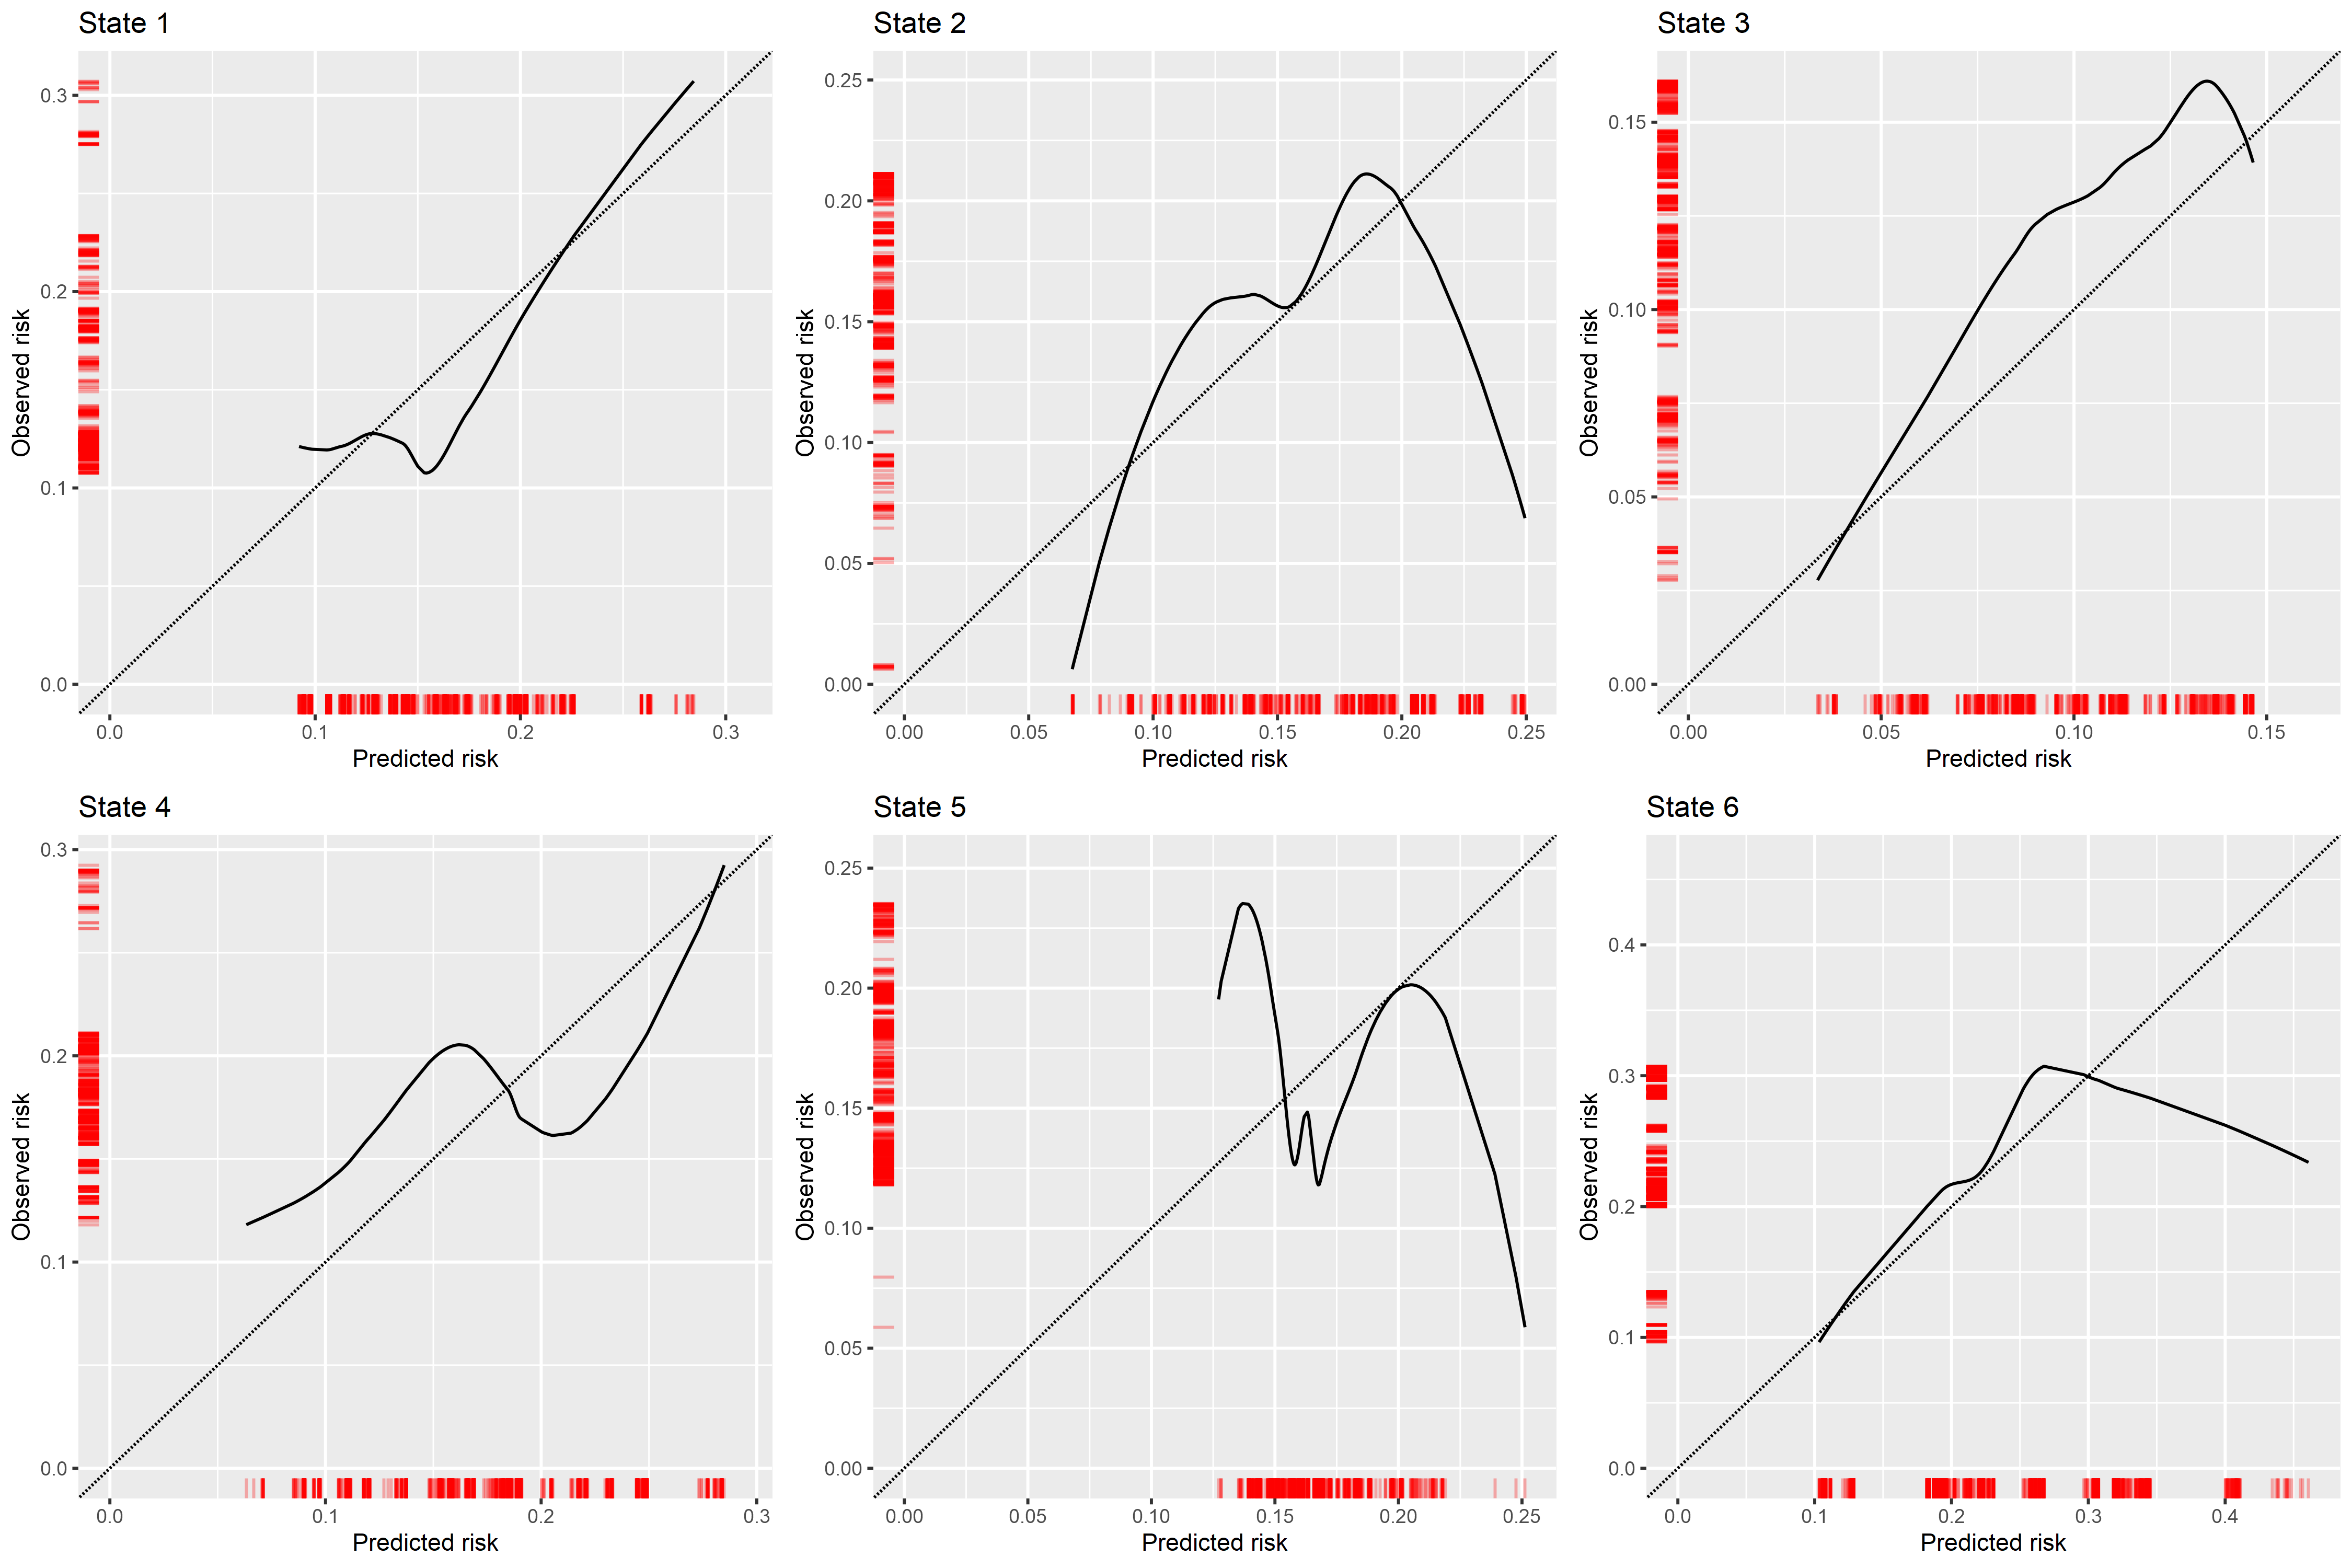 State 1
Observed risk
0.3
0.2
0.1
0.0
0.0 0.1 0.2 0.3
Predicted risk
State 2
Observed risk
0.25
0.20
0.15
0.10
0.05
0.00
0.00 0.05 0.10 0.15 0.20 0.25
Predicted risk
State 3
Observed risk
0.15
0.10
0.05
0.00
0.00 0.05 0.10 0.15
Predicted risk
State 4
Observed risk
0.3
0.2
0.1
0.0
0.0 0.1 0.2 0.3
Predicted risk
State 5
Observed risk
0.25
0.20
0.15
0.10
0.05
0.00
0.00 0.05 0.10 0.15 0.20 0.25
Predicted risk
State 6
Observed risk
0.4
0.3
0.2
0.1
0.0
0.0 0.1 0.2 0.3 0.4
Predicted risk